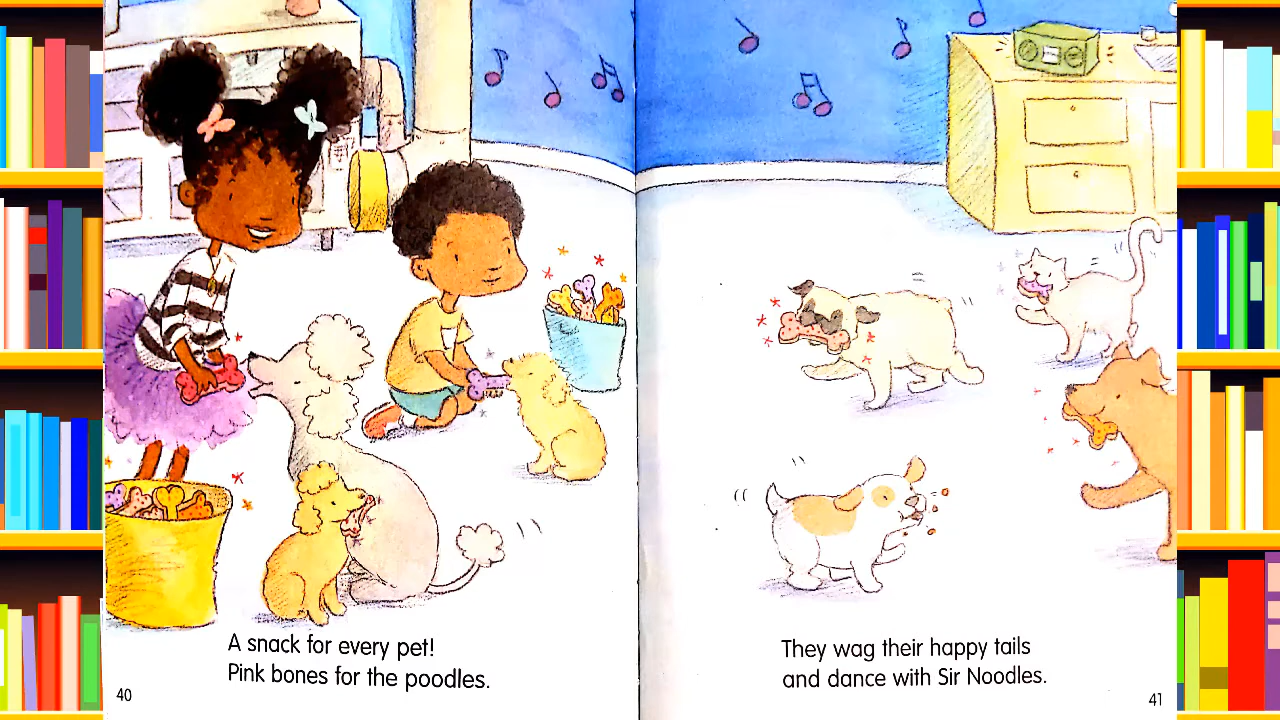 A snack for every pet!
Pink bones for the poodles.
40
They wag their happy tails
and dance with Sir Noodles.
41